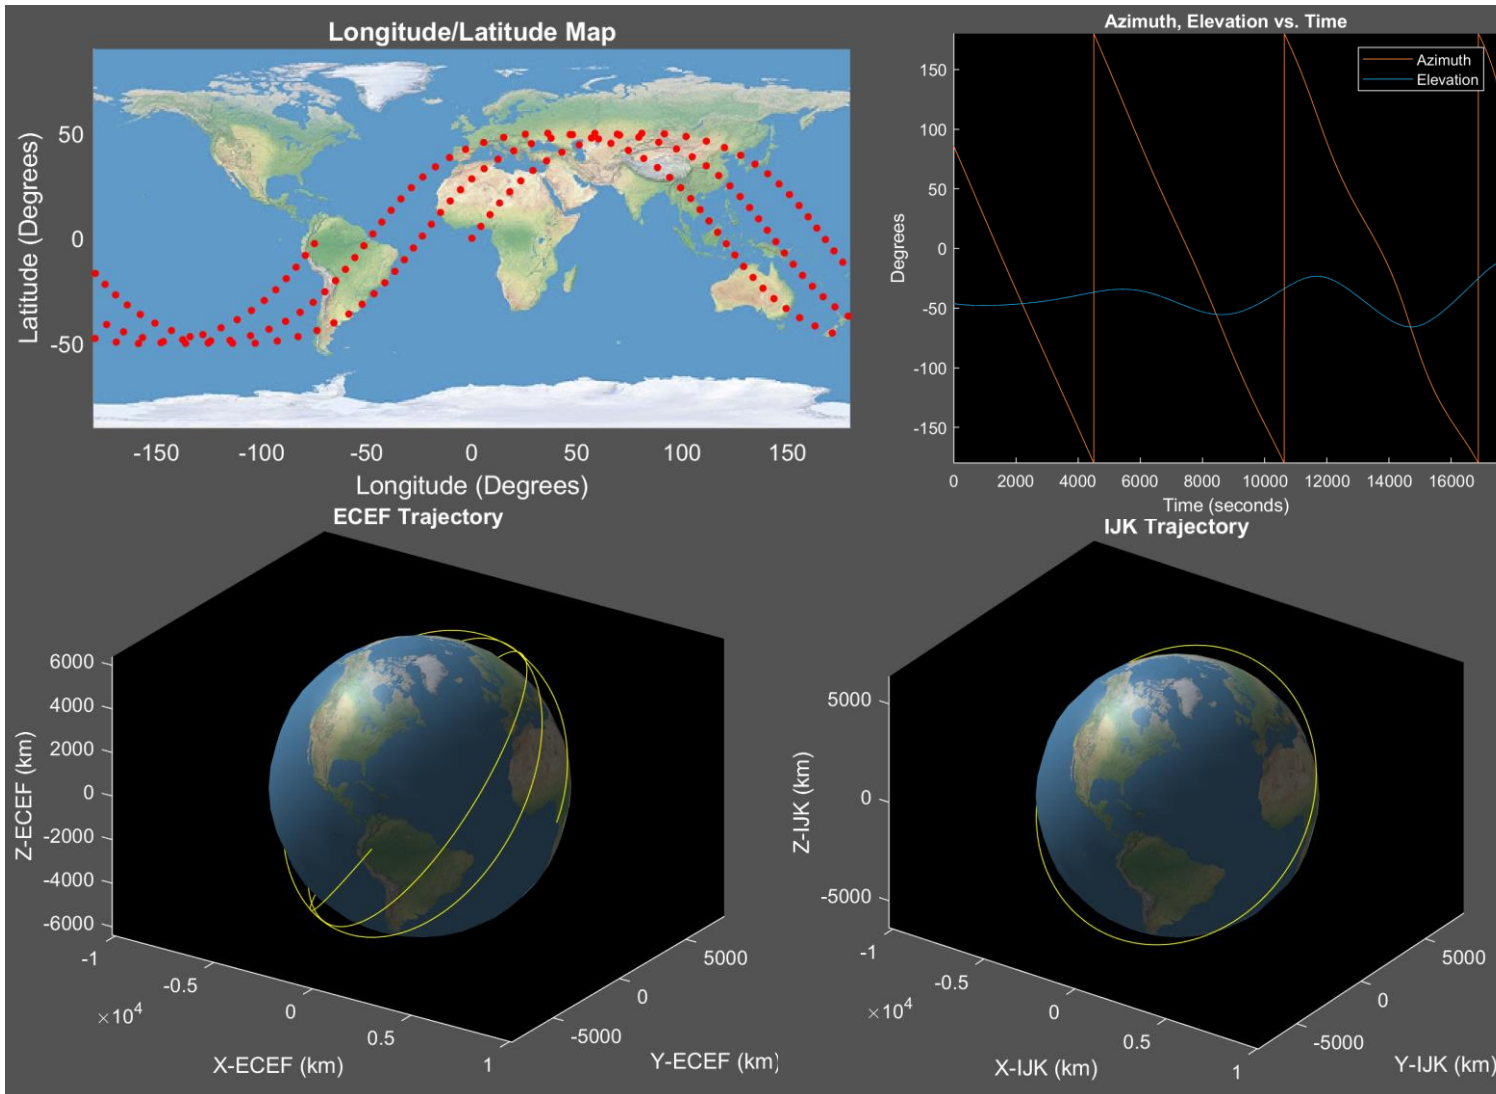 Longitude/Latitude Map
50
0
-50
Latitude (Degrees)
-150 -100 -50 0 50 100 150
Longitude (Degrees)
Azimuth, Elevation vs. Time
Azimuth
Elevation
150
100
50
0
-50
-100
-150
Degrees
0 2000 4000 6000 8000 10000 12000 14000 16000
Time (seconds)
ECEF Trajectory
6000
4000
2000
0
-2000
-4000
-6000
Z-ECEF (km)
-1
-0.5
0
0.5
1
×10⁴
X-ECEF (km)
5000
0
-5000
Y-ECEF (km)
IJK Trajectory
5000
0
-5000
Z-IJK (km)
-1
-0.5
0
0.5
1
×10⁴
X-IJK (km)
5000
0
-5000
Y-IJK (km)